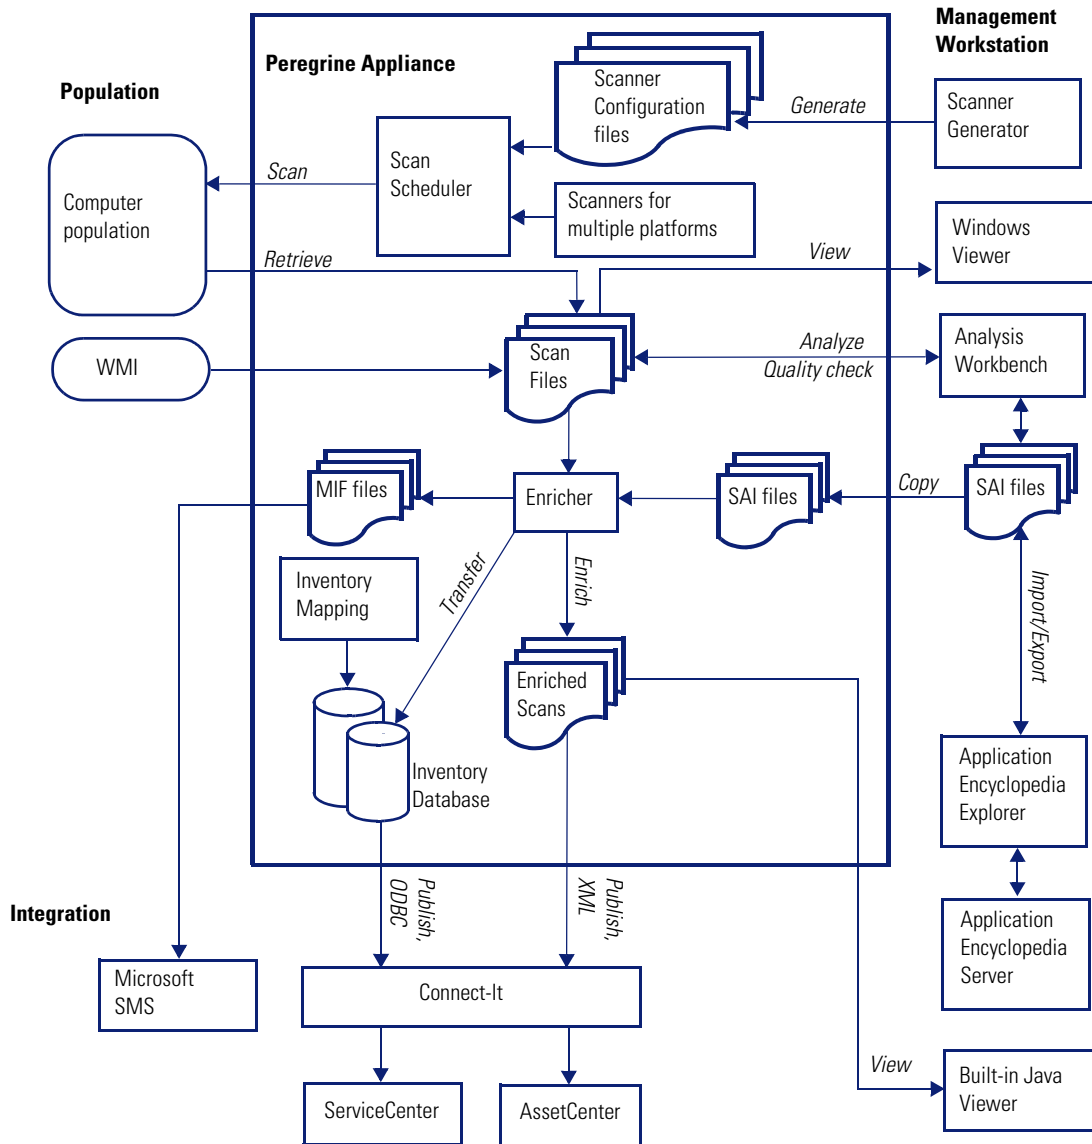 Management
Workstation
Peregrine Appliance
Population
Scanner
Configuration
files
Generate
Scanner
Generator
Scan
Scan
Scheduler
Computer
population
Scanners for
multiple platforms
Windows
Viewer
View
Retrieve
WMI
Scan
Files
Analyze
Quality check
Analysis
Workbench
MIF files
Enricher
SAI files
Copy
SAI files
Inventory
Mapping
Transfer
Enrich
Import/Export
Enriched
Scans
Inventory
Database
Application
Encyclopedia
Explorer
Publish,
ODBC
Publish,
XML
Integration
Application
Encyclopedia
Server
Microsoft
SMS
Connect-It
View
Built-in Java
Viewer
ServiceCenter
AssetCenter